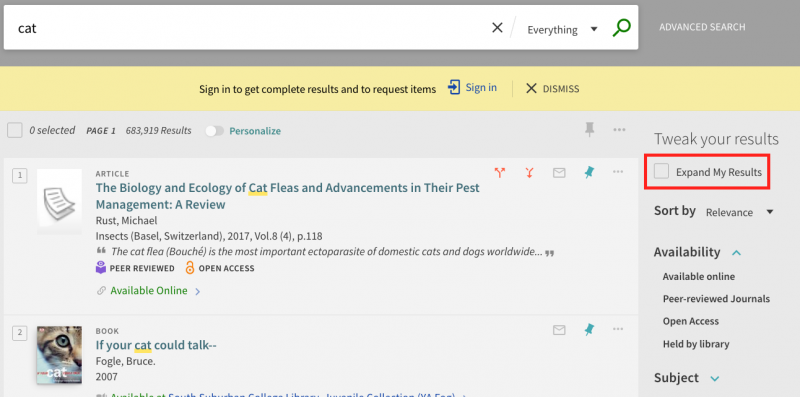 cat
Everything
ADVANCED SEARCH
Sign in to get complete results and to request items
Sign in
DISMISS
0 selected
PAGE 1
683,919 Results
Personalize
Tweak your results
Expand My Results
Sort by Relevance
Availability
Available online
Peer-reviewed Journals
Open Access
Held by library
Subject
1
ARTICLE
The Biology and Ecology of Cat Fleas and Advancements in Their Pest
Management: A Review
Rust, Michael
Insects (Basel, Switzerland), 2017, Vol.8 (4), p.118
❝ The cat flea (Bouché) is the most important ectoparasite of domestic cats and dogs worldwide... ❞
PEER REVIEWED
OPEN ACCESS
Available Online
2
cat
BOOK
If your cat could talk--
Fogle, Bruce.
2007
Available at South Suburban College Library Juvenile Collection (YA Fog)